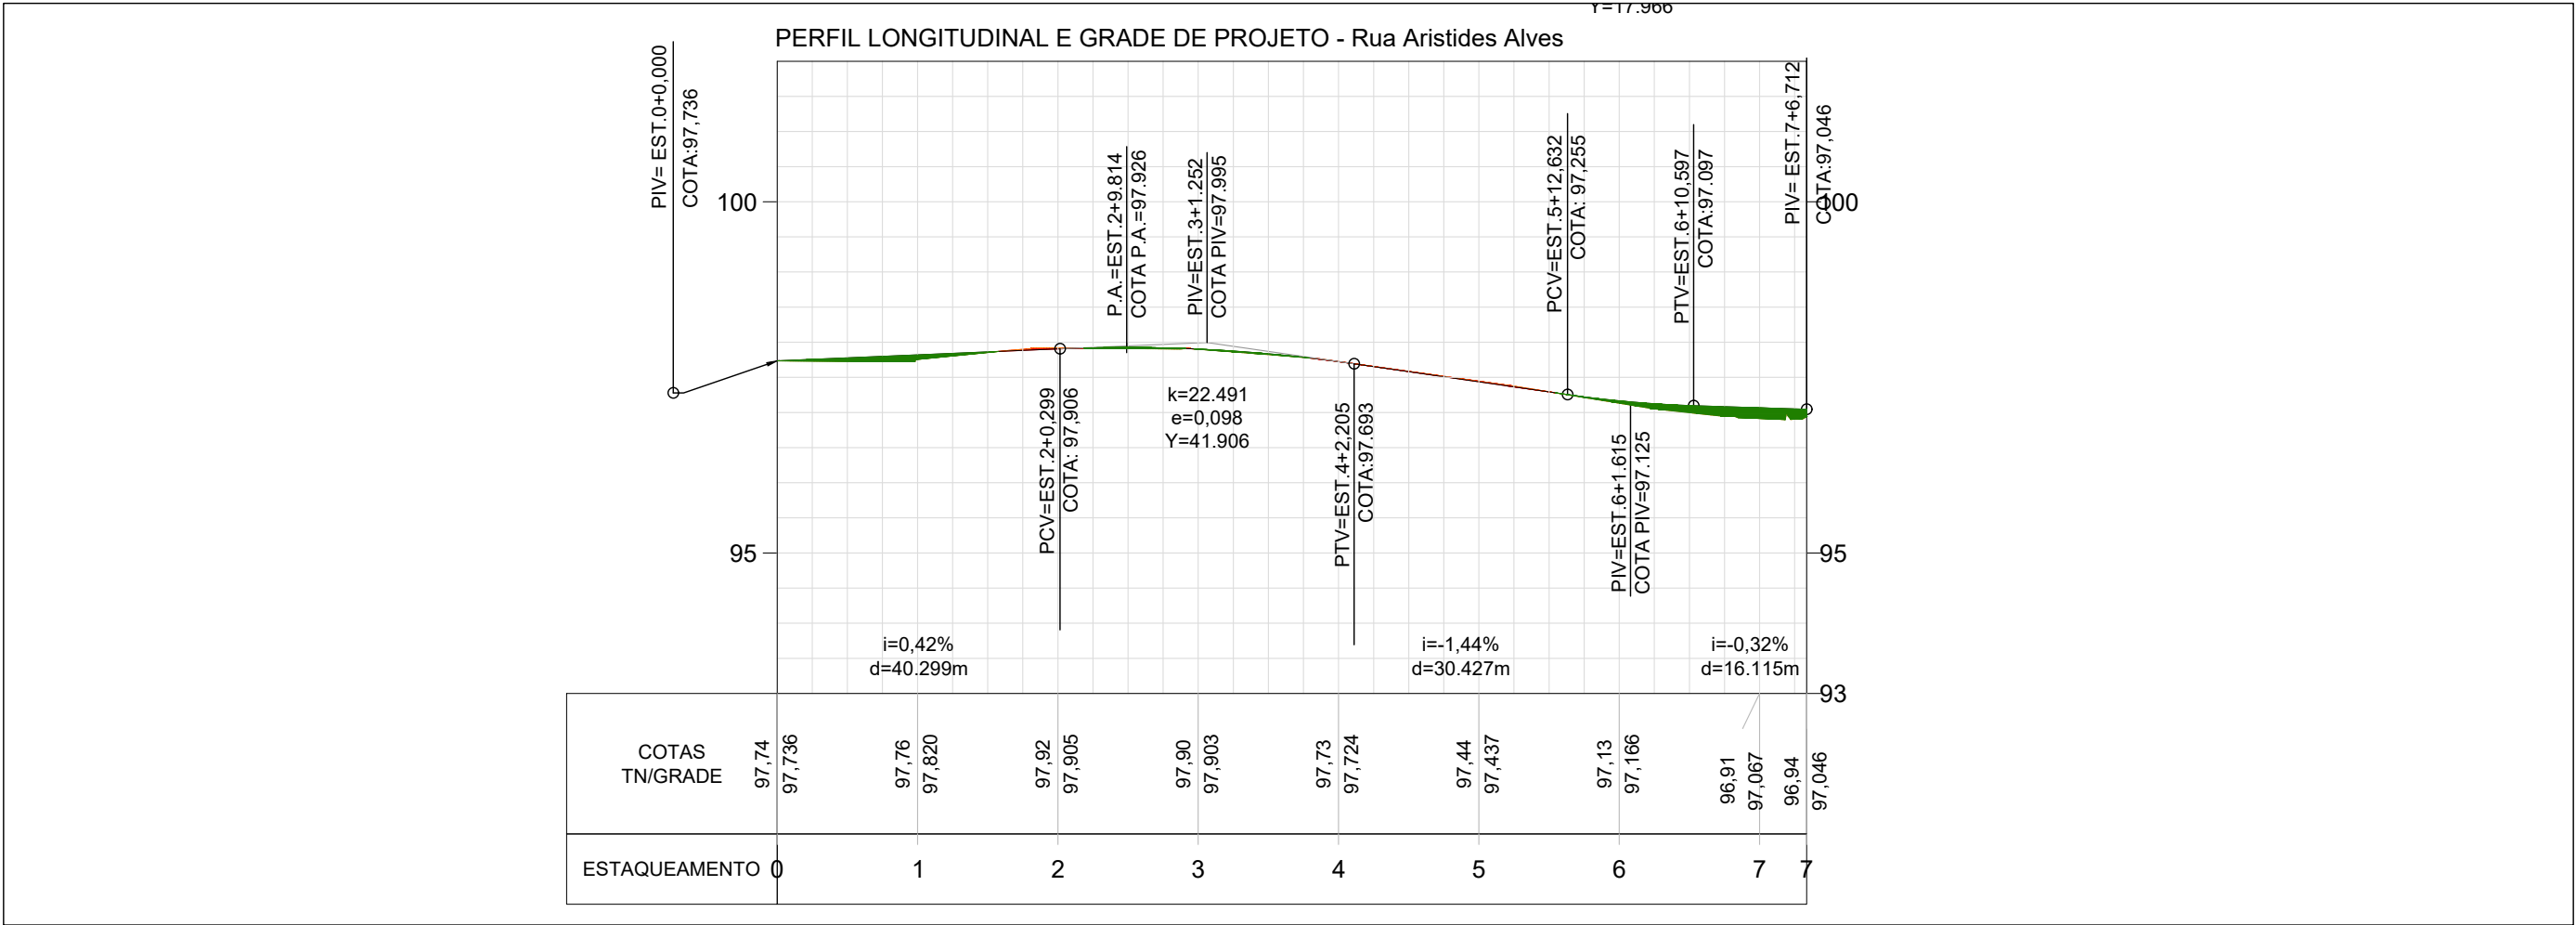 Y=17.966
PERFIL LONGITUDINAL E GRADE DE PROJETO - Rua Aristides Alves
PIV= EST.0+0,000
COTA:97,736
P.A.=EST.2+9.814
COTA P.A.=97.926
PIV=EST.3+1.252
COTA PIV=97.995
PCV=EST.5+12,632
COTA: 97,255
PTV=EST.6+10,597
COTA:97.097
PIV= EST.7+6,712
COTA:97,046
100
100
PCV=EST.2+0,299
COTA: 97,906
k=22.491
e=0,098
Y=41.906
PTV=EST.4+2,205
COTA:97.693
PIV=EST.6+1.615
COTA PIV=97.125
95
95
i=0,42%
d=40.299m
i=-1,44%
d=30.427m
i=-0,32%
d=16.115m
93
COTAS
TN/GRADE
97,74
97,736
97,76
97,820
97,92
97,905
97,90
97,903
97,73
97,724
97,44
97,437
97,13
97,166
96,91
97,067
96,94
97,046
ESTAQUEAMENTO 0 1 2 3 4 5 6 7 7